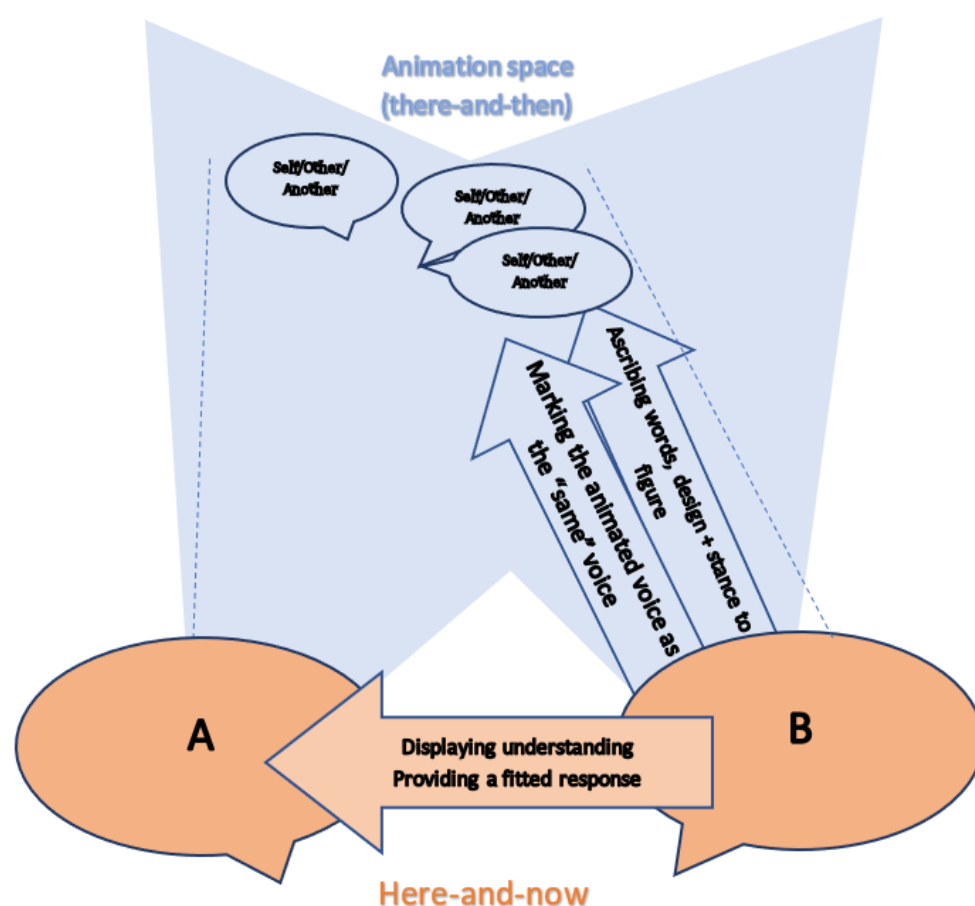 Animation space
(there-and-then)
Self/Other/
Another
Self/Other/
Another
Self/Other/
Another
Marking the animated voice as
the “same” voice
Ascribing words, design + stance to
figure
A
B
Displaying understanding
Providing a fitted response
Here-and-now